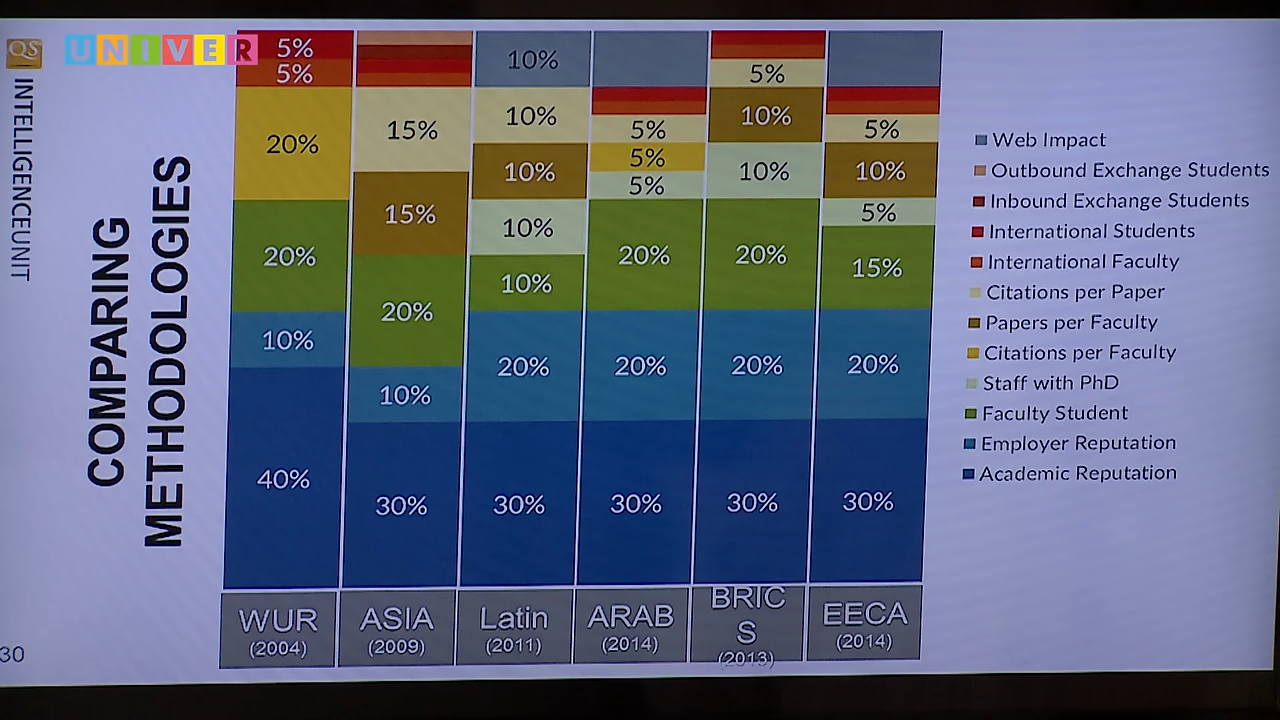 QS
INTELLIGENCEUNIT
UNIVER
COMPARING
METHODOLOGIES
5%
5%
20%
20%
10%
40%
15%
15%
20%
10%
30%
10%
10%
10%
10%
10%
20%
30%
5%
5%
5%
20%
20%
30%
5%
10%
10%
20%
20%
30%
5%
10%
5%
15%
20%
30%
WUR
(2004)
ASIA
(2009)
Latin
(2011)
ARAB
(2014)
BRIC
S
(2013)
EECA
(2014)
Web Impact
Outbound Exchange Students
Inbound Exchange Students
International Students
International Faculty
Citations per Paper
Papers per Faculty
Citations per Faculty
Staff with PhD
Faculty Student
Employer Reputation
Academic Reputation
30